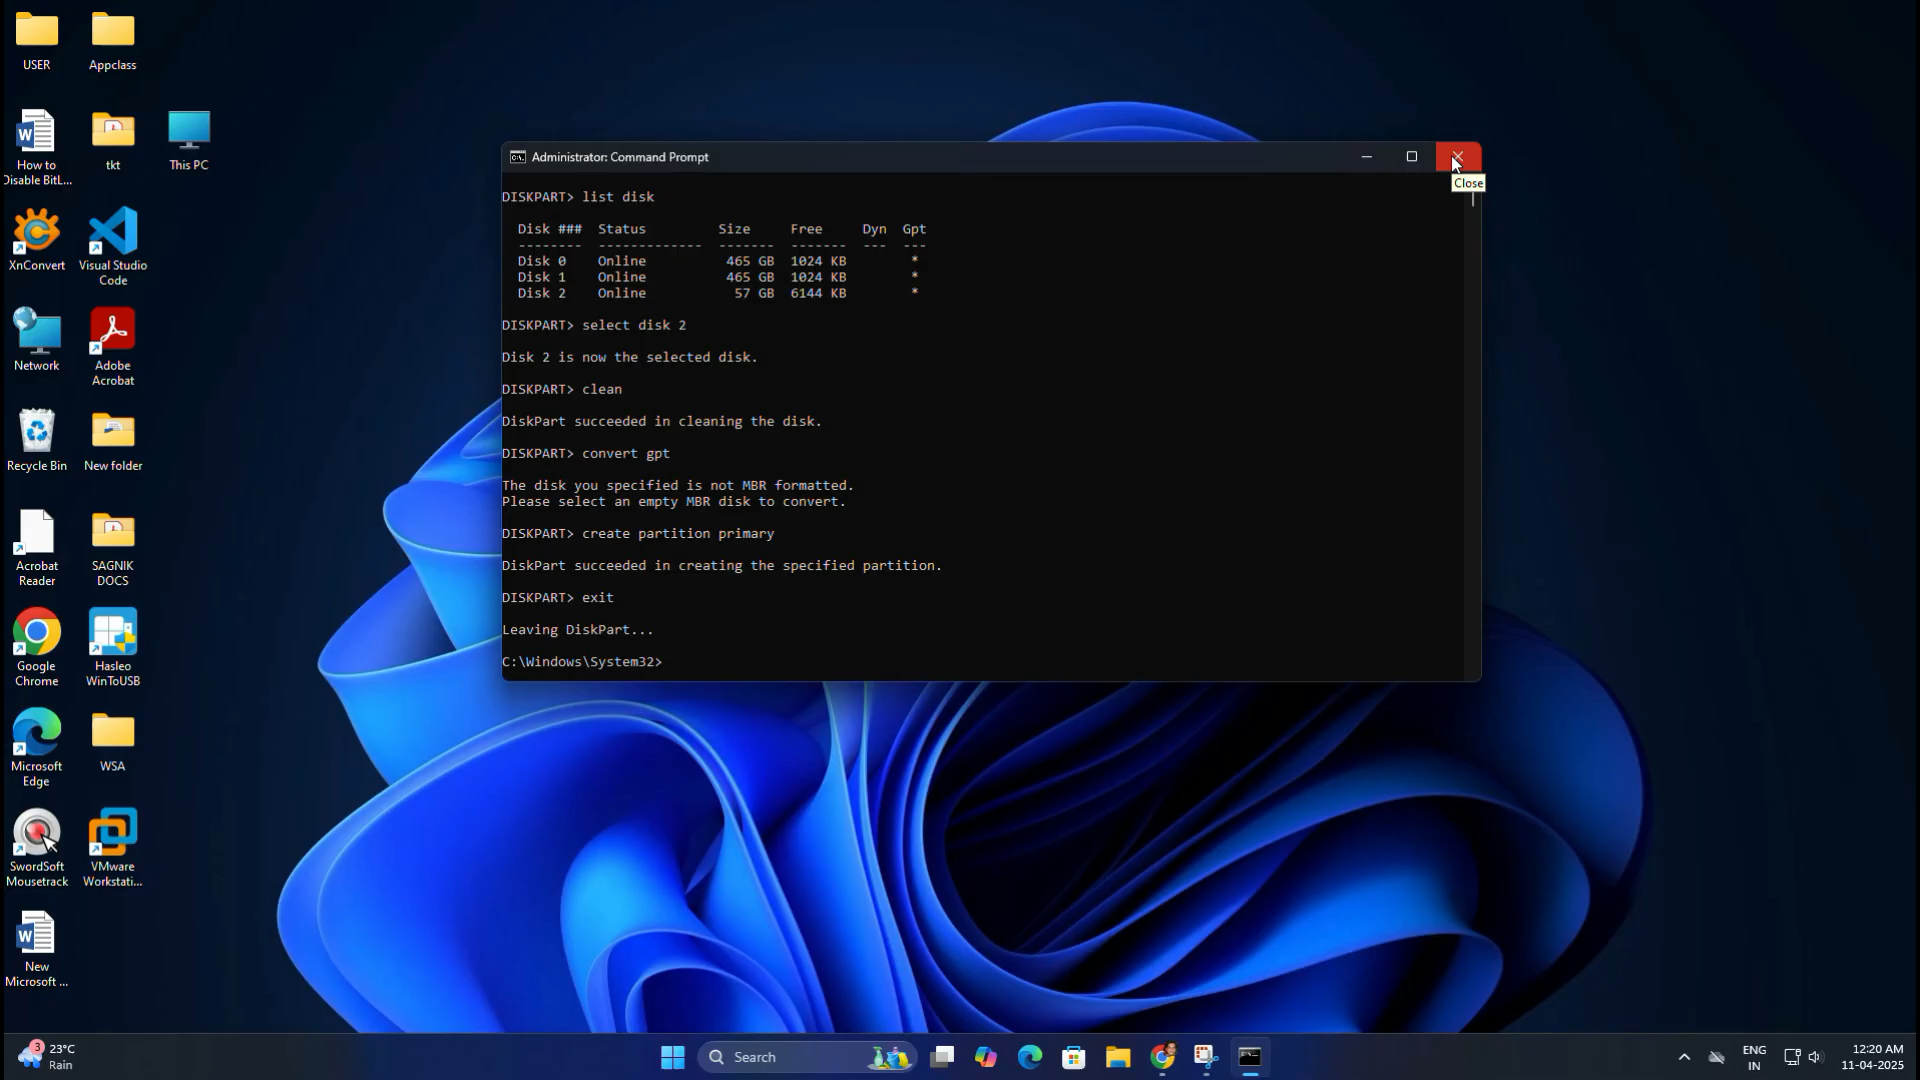 USER
Appclass
How to
Disable BitL...
tkt
This PC
XnConvert
Visual Studio
Code
Network
Adobe
Acrobat
Recycle Bin
New folder
Acrobat
Reader
SAGNIK
DOCS
Google
Chrome
Hasleo
WinToUSB
Microsoft
Edge
WSA
SwordSoft
Mousetrack
VMware
Workstati...
New
Microsoft ...
Administrator: Command Prompt
Close
DISKPART> list disk
Disk ### Status Size Free Dyn Gpt
-------- ------------- ------- ------- --- ---
Disk 0 Online 465 GB 1024 KB *
Disk 1 Online 465 GB 1024 KB *
Disk 2 Online 57 GB 6144 KB *
DISKPART> select disk 2
Disk 2 is now the selected disk.
DISKPART> clean
DiskPart succeeded in cleaning the disk.
DISKPART> convert gpt
The disk you specified is not MBR formatted.
Please select an empty MBR disk to convert.
DISKPART> create partition primary
DiskPart succeeded in creating the specified partition.
DISKPART> exit
Leaving DiskPart...
C:\Windows\System32>
3
23°C
Rain
Search
ENG
IN
12:20 AM
11-04-2025